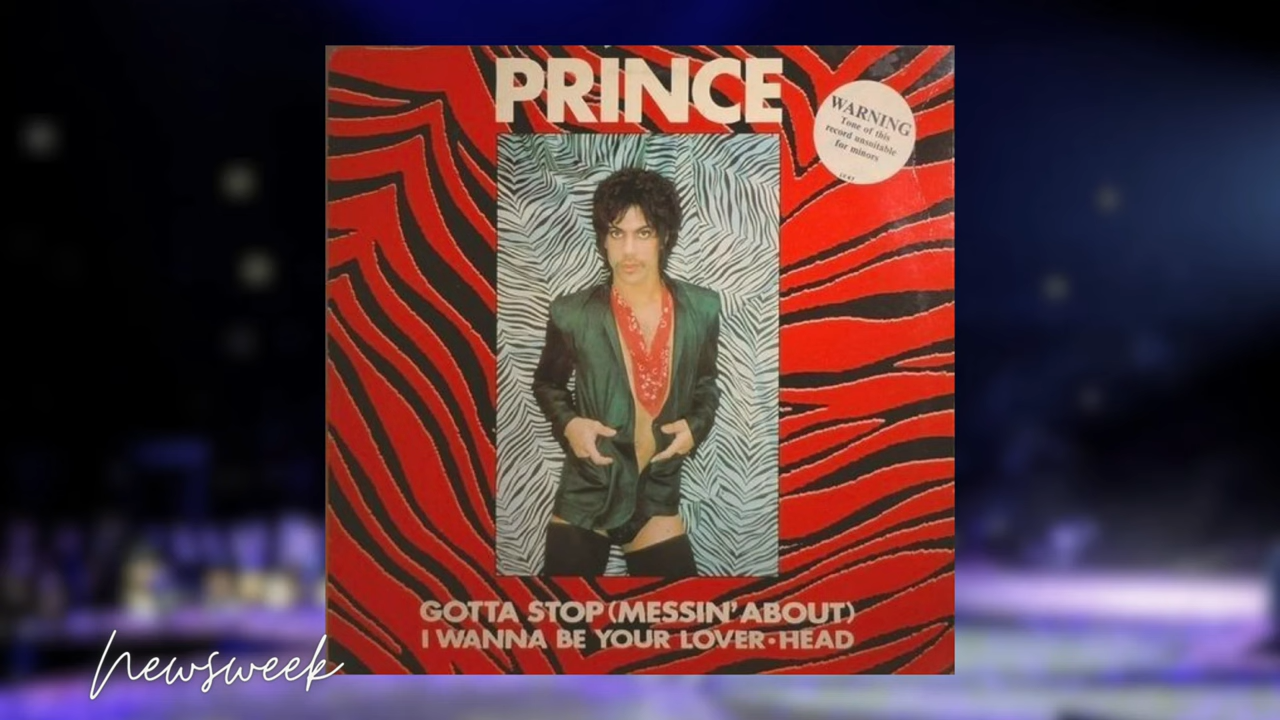 PRINCE
WARNING
Tone of this
record unsuitable
for minors
GOTTA STOP (MESSIN' ABOUT)
I WANNA BE YOUR LOVER • HEAD
Newsweek